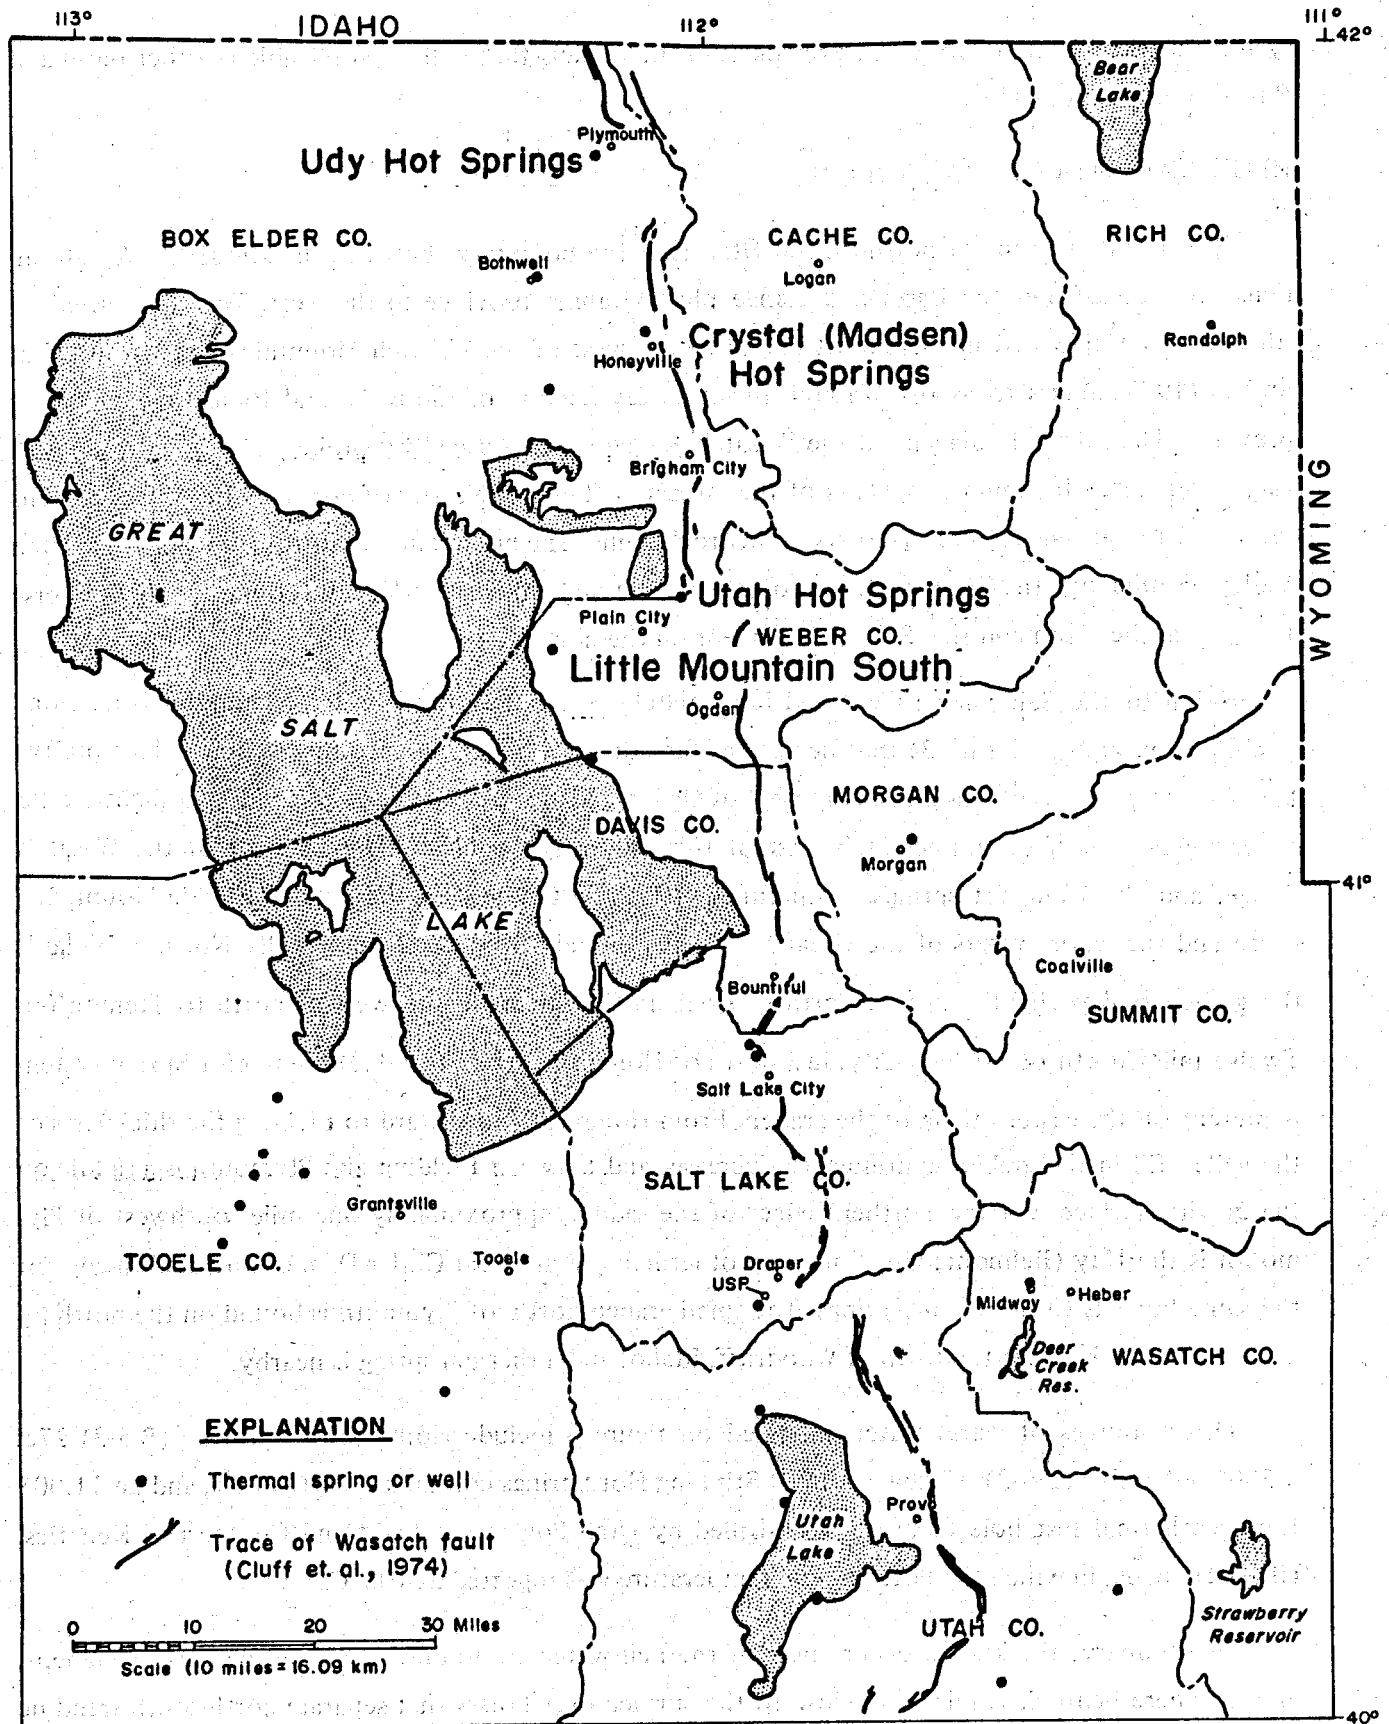 113°
IDAHO
112°
111°
42°
Bear
Lake
Plymouth
Udy Hot Springs
BOX ELDER CO.
CACHE CO.
RICH CO.
Bothwell
Logan
Randolph
Crystal (Madsen)
Hot Springs
Honeyville
Brigham City
WYOMING
GREAT
Utah Hot Springs
Plain City
WEBER CO.
Little Mountain South
Ogden
SALT
MORGAN CO.
DAVIS CO.
Morgan
41°
LAKE
Coalville
Bountiful
SUMMIT CO.
Salt Lake City
SALT LAKE CO.
Grantsville
TOOELE CO.
Tooele
Draper
USP
Midway
Heber
Deer
Creek
Res.
WASATCH CO.
EXPLANATION
Thermal spring or well
Trace of Wasatch fault
(Cluff et. al., 1974)
Provo
Utah
Lake
0 10 20 30 Miles
Scale (10 miles = 16.09 km)
UTAH CO.
Strawberry
Reservoir
40°